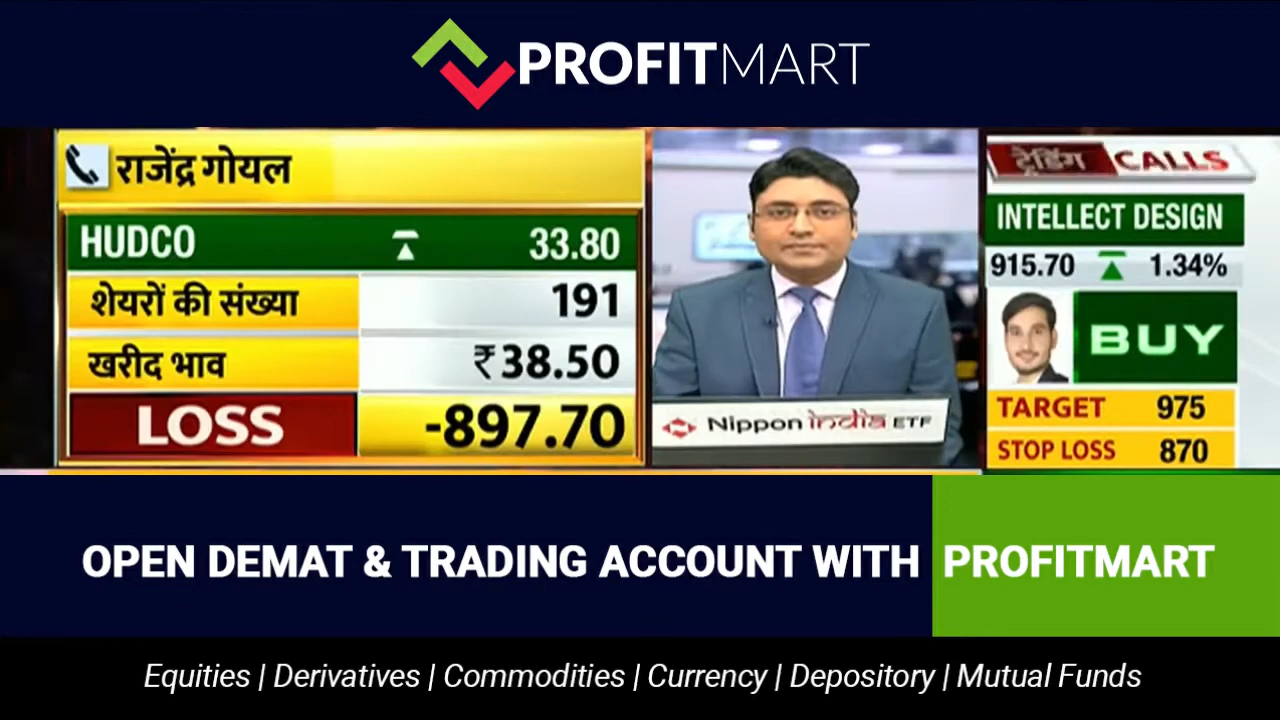 PROFITMART
राजेंद्र गोयल
HUDCO 33.80
शेयरों की संख्या 191
खरीद भाव ₹38.50
LOSS -897.70
Nippon india ETF
ट्रेडिंग CALLS
INTELLECT DESIGN
915.70 1.34%
BUY
TARGET 975
STOP LOSS 870
OPEN DEMAT & TRADING ACCOUNT WITH PROFITMART
Equities | Derivatives | Commodities | Currency | Depository | Mutual Funds